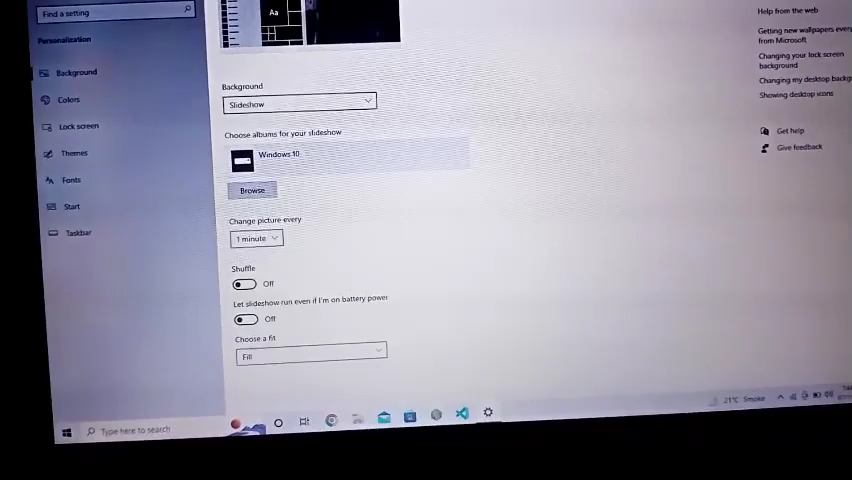 Find a setting
Personalization
Background
Colors
Lock screen
Themes
Fonts
Start
Taskbar
Aa
Background
Slideshow
Choose albums for your slideshow
Windows 10
Browse
Change picture every
1 minute
Shuffle
Off
Let slideshow run even if I'm on battery power
Off
Choose a fit
Fill
Help from the web
Getting new wallpapers every
from Microsoft
Changing your lock screen
background
Changing my desktop backg
Showing desktop icons
Get help
Give feedback
Type here to search
21°C Smoke